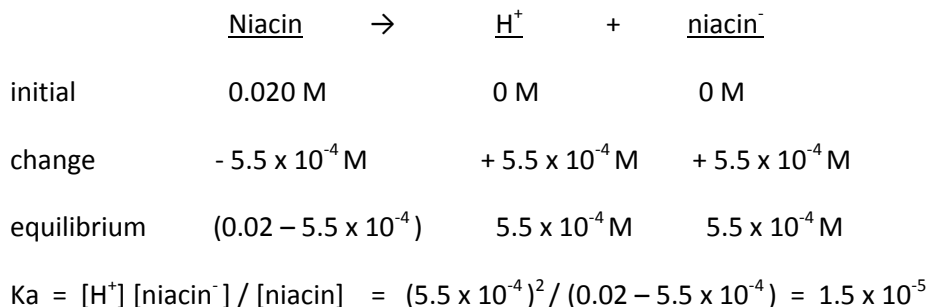 Niacin → H⁺ + niacin⁻
initial 0.020 M 0 M 0 M
change - 5.5 x 10⁻⁴ M + 5.5 x 10⁻⁴ M + 5.5 x 10⁻⁴ M
equilibrium (0.02 – 5.5 x 10⁻⁴ ) 5.5 x 10⁻⁴ M 5.5 x 10⁻⁴ M
Ka = [H⁺] [niacin⁻] / [niacin] = (5.5 x 10⁻⁴ )² / (0.02 – 5.5 x 10⁻⁴ ) = 1.5 x 10⁻⁵